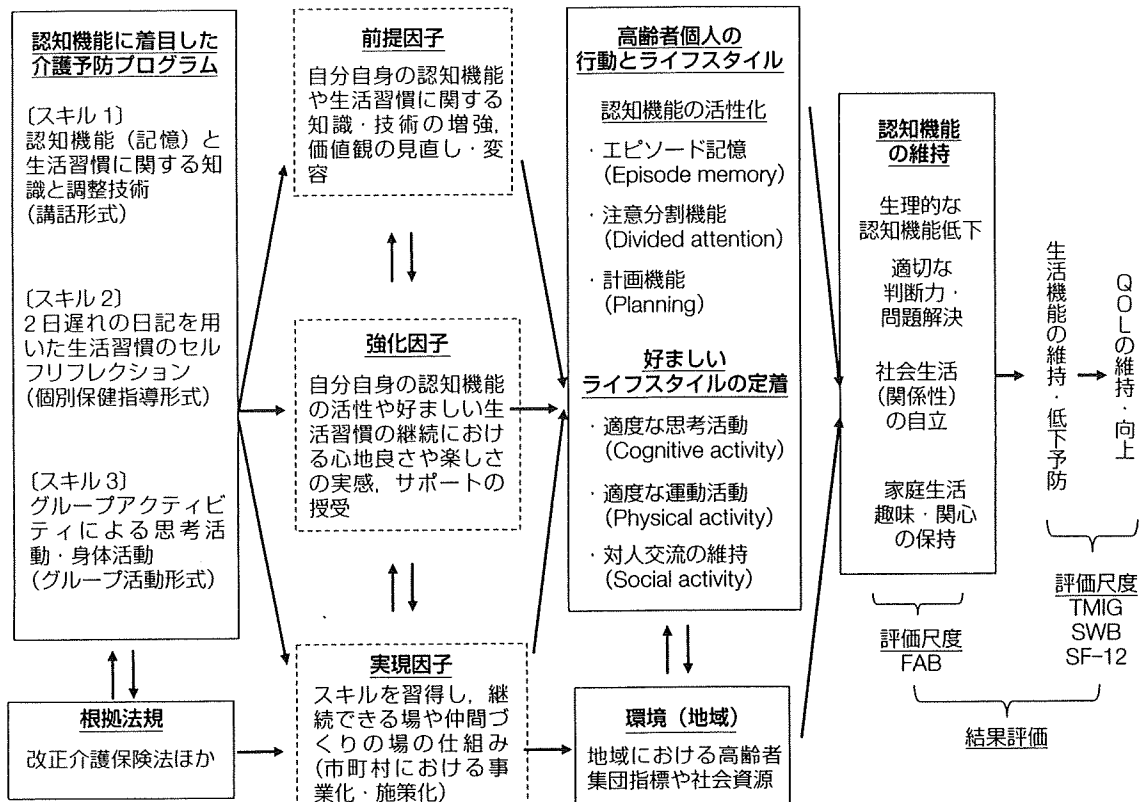 認知機能に着目した
介護予防プログラム
〔スキル 1〕
認知機能（記憶）と
生活習慣に関する知
識と調整技術
(講話形式)
〔スキル 2〕
2日遅れの日記を用
いた生活習慣のセル
フリフレクション
(個別保健指導形式)
〔スキル 3〕
グループアクティビ
ティによる思考活
動・身体活動
(グループ活動形式)
根拠法規
改正介護保険法ほか
前提因子
自分自身の認知機能
や生活習慣に関する
知識・技術の増強，
価値観の見直し・変
容
強化因子
自分自身の認知機能
の活性や好ましい生
活習慣の継続におけ
る心地良さや楽しさ
の実感，サポートの
授受
実現因子
スキルを習得し，継
続できる場や仲間づ
くりの場の仕組み
(市町村における事
業化・施策化)
高齢者個人の
行動とライフスタイル
認知機能の活性化
・エピソード記憶
(Episode memory)
・注意分割機能
(Divided attention)
・計画機能
(Planning)
好ましい
ライフスタイルの定着
・適度な思考活動
(Cognitive activity)
・適度な運動活動
(Physical activity)
・対人交流の維持
(Social activity)
環境（地域）
地域における高齢者
集団指標や社会資源
認知機能
の維持
生理的な
認知機能低下
適切な
判断力・
問題解決
社会生活
(関係性)
の自立
家庭生活
趣味・関心
の保持
評価尺度
FAB
生活機能の維持・低下予防
QOLの維持・向上
評価尺度
TMIG
SWB
SF-12
結果評価